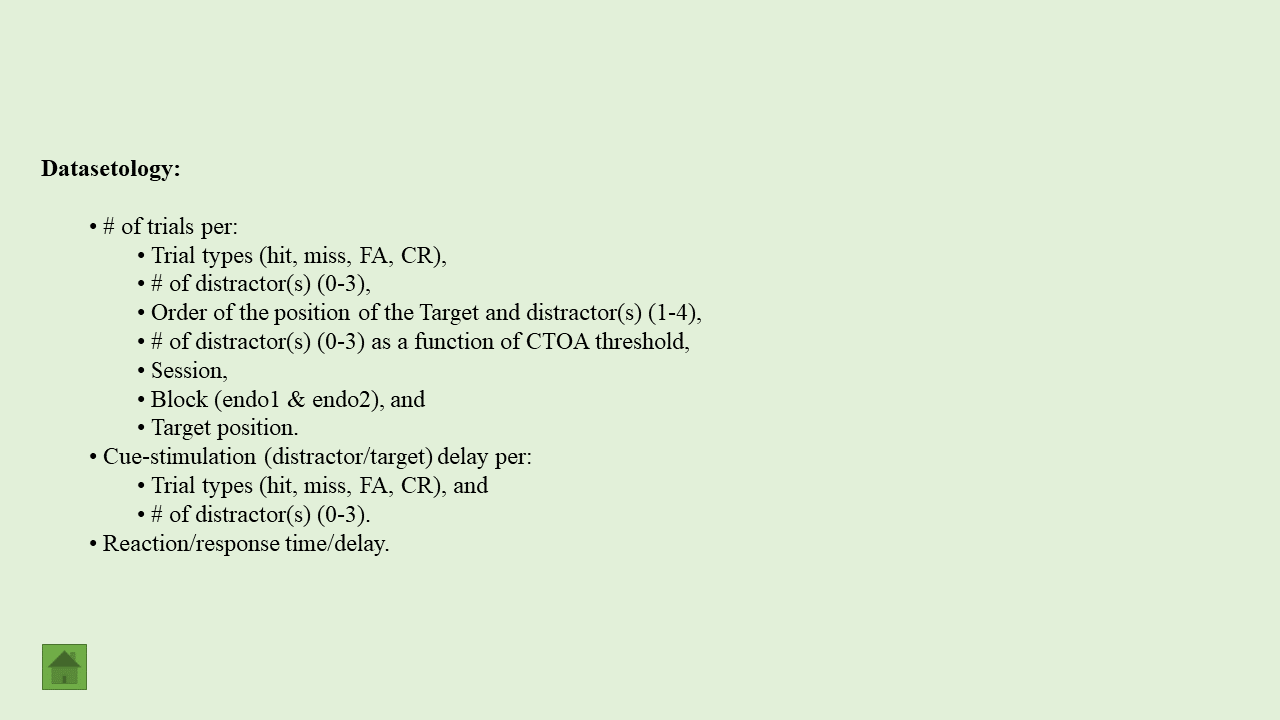 Datasetology:
• # of trials per:
• Trial types (hit, miss, FA, CR),
• # of distractor(s) (0-3),
• Order of the position of the Target and distractor(s) (1-4),
• # of distractor(s) (0-3) as a function of CTOA threshold,
• Session,
• Block (endo1 & endo2), and
• Target position.
• Cue-stimulation (distractor/target) delay per:
• Trial types (hit, miss, FA, CR), and
• # of distractor(s) (0-3).
• Reaction/response time/delay.